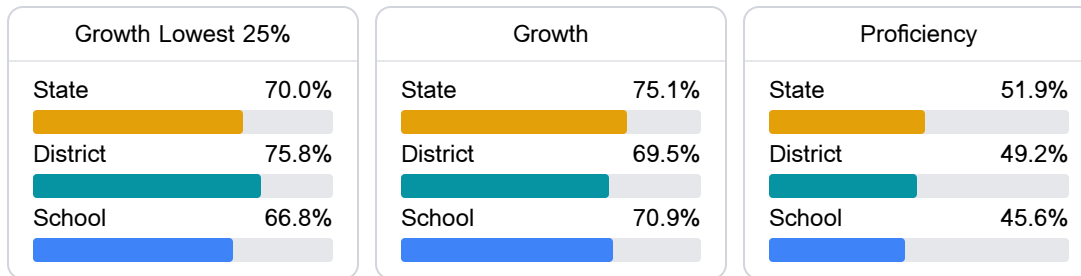 Growth Lowest 25%
State 70.0%
District 75.8%
School 66.8%
Growth
State 75.1%
District 69.5%
School 70.9%
Proficiency
State 51.9%
District 49.2%
School 45.6%